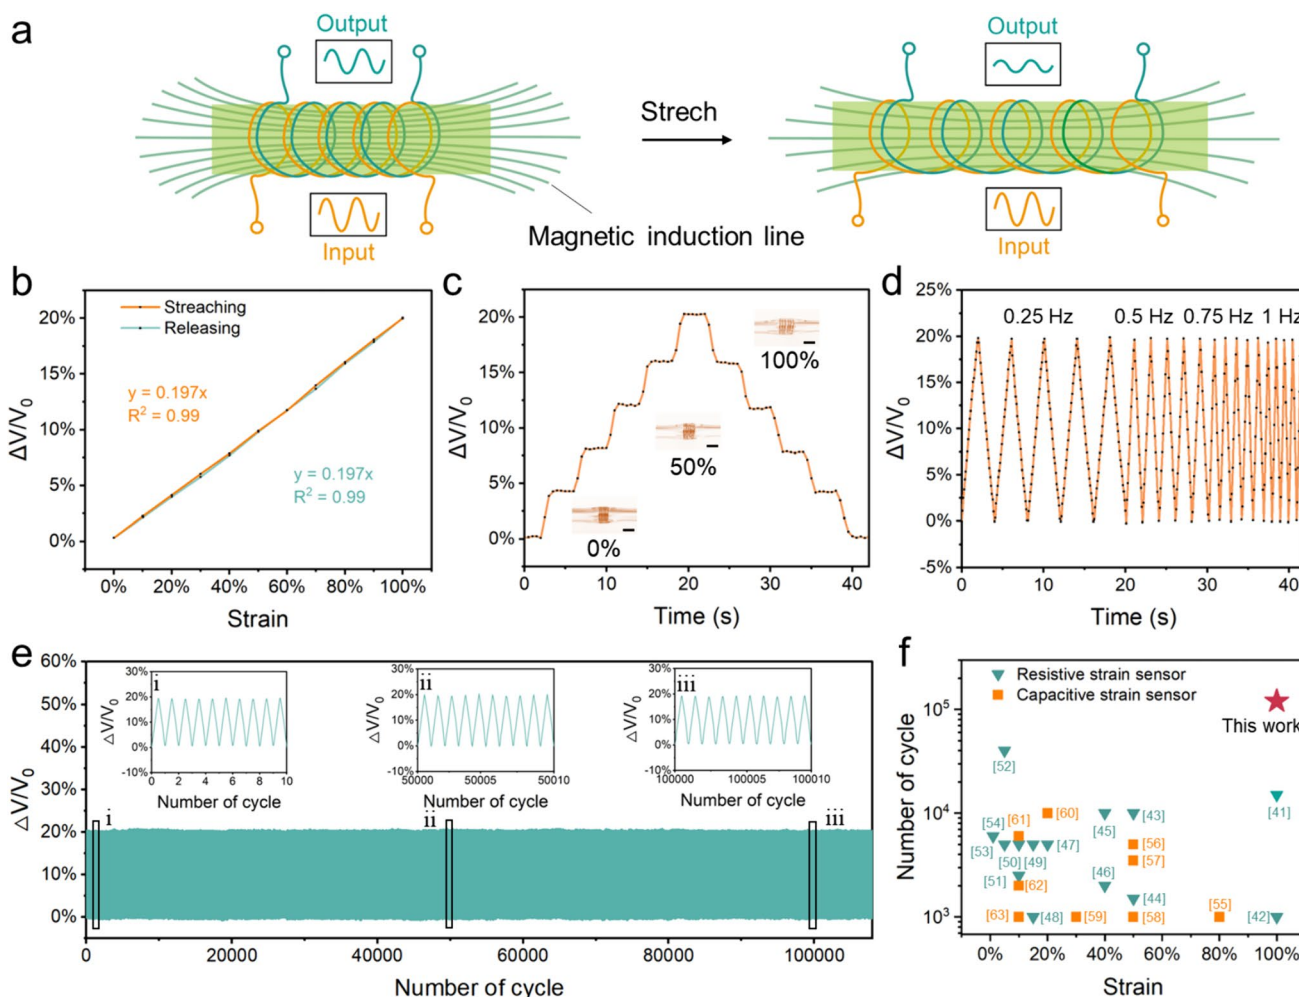 a
Output
Output
Strech
Input
Magnetic induction line
Input
b
Streaching
Releasing
y = 0.197x
R² = 0.99
y = 0.197x
R² = 0.99
20%
15%
10%
5%
0%
ΔV/V₀
0% 20% 40% 60% 80% 100%
Strain
c
20%
15%
10%
5%
0%
ΔV/V₀
100%
50%
0%
0 10 20 30 40
Time (s)
d
25%
20%
15%
10%
5%
0%
-5%
ΔV/V₀
0.25 Hz 0.5 Hz 0.75 Hz 1 Hz
0 10 20 30 40
Time (s)
e
60%
50%
40%
30%
20%
10%
0%
△V/V₀
i
30%
20%
10%
0%
-10%
△V/V₀
0 2 4 6 8 10
Number of cycle
ii
30%
20%
10%
0%
-10%
△V/V₀
50000 50005 50010
Number of cycle
iii
30%
20%
10%
0%
-10%
△V/V₀
100000 100005 100010
Number of cycle
i
ii
iii
0 20000 40000 60000 80000 100000
Number of cycle
f
Resistive strain sensor
Capacitive strain sensor
This work
10⁵
10⁴
10³
Number of cycle
[52]
[41]
[54] [61] [60] [45] [43]
[53] [50] [49] [47] [56]
[57]
[51] [62] [46]
[44]
[63] [48] [59] [58] [55] [42]
0% 20% 40% 60% 80% 100%
Strain